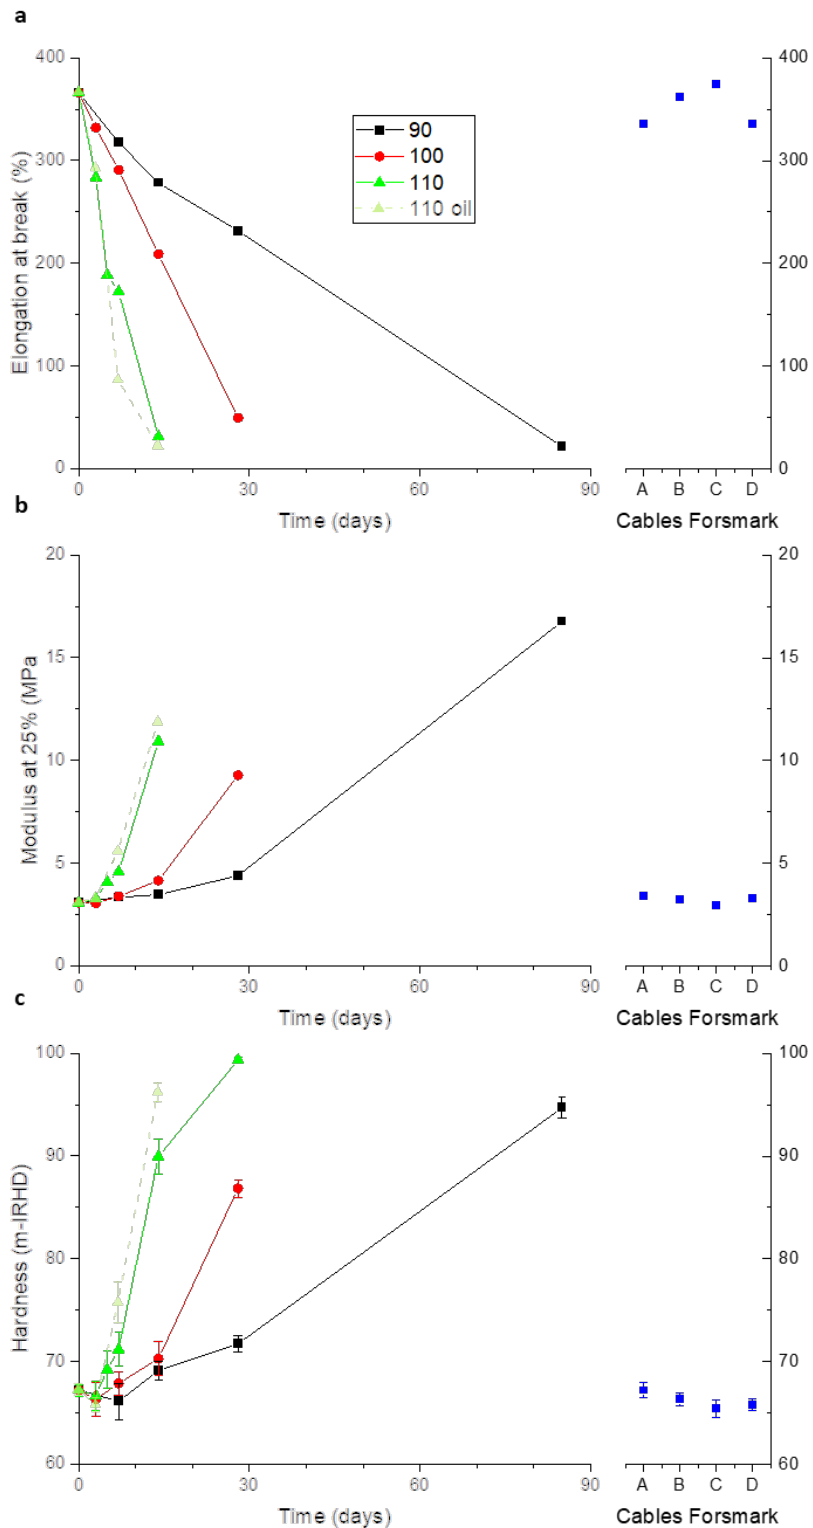 a
400
300
200
100
0
Elongation at break (%)
90
100
110
110 oil
0 30 60 90
Time (days)
400
300
200
100
0
A B C D
Cables Forsmark
b
20
15
10
5
0
Modulus at 25% (MPa
0 30 60 90
Time (days)
20
15
10
5
0
A B C D
Cables Forsmark
c
100
90
80
70
60
Hardness (m-IRHD)
0 30 60 90
Time (days)
100
90
80
70
60
A B C D
Cables Forsmark